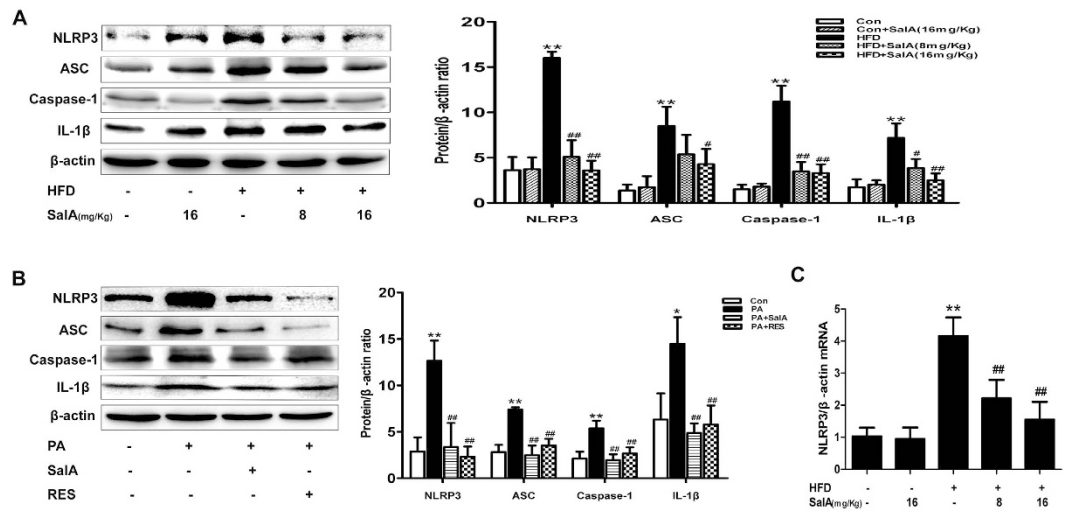 A
NLRP3
ASC
Caspase-1
IL-1β
β-actin
HFD - - + + +
SalA(mg/Kg) - 16 - 8 16
Protein/β -actin ratio
20
15
10
5
0
Con
Con+SalA(16mg/Kg)
HFD
HFD+SalA(8mg/Kg)
HFD+SalA(16mg/Kg)
** ## ##
** #
** ## ##
** # ##
NLRP3 ASC Caspase-1 IL-1β
B
NLRP3
ASC
Caspase-1
IL-1β
β-actin
PA - + + +
SalA - - + -
RES - - - +
Protein/β -actin ratio
20
15
10
5
0
Con
PA
PA+SalA
PA+RES
** ## ##
** ## ##
** ## ##
* ## ##
NLRP3 ASC Caspase-1 IL-1β
C
NLRP3/β -actin mRNA
5
4
3
2
1
0
** ## ##
HFD - - + + +
SalA(mg/Kg) - 16 - 8 16